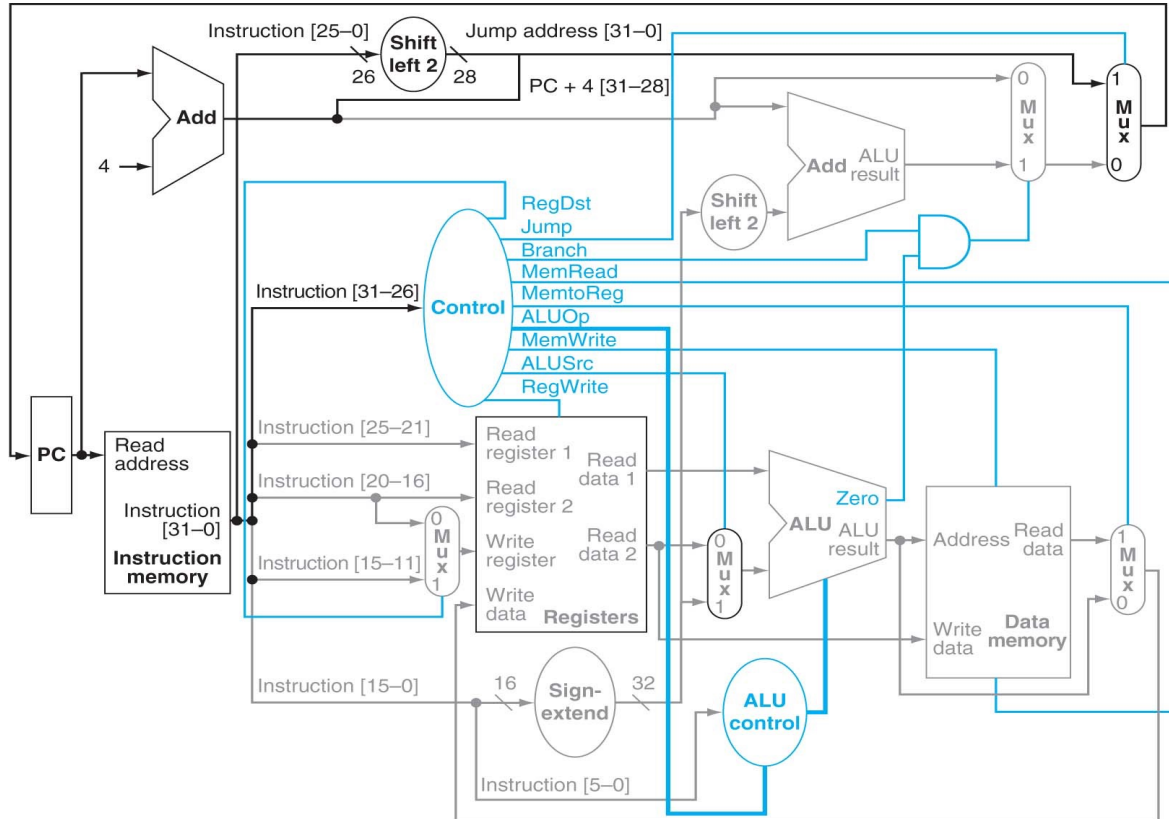 Instruction [25–0]
Shift
left 2
Jump address [31–0]
26
28
PC + 4 [31–28]
Add
4
0
M
u
x
1
1
M
u
x
0
Add
ALU
result
Shift
left 2
RegDst
Jump
Branch
MemRead
MemtoReg
ALUOp
MemWrite
ALUSrc
RegWrite
Instruction [31–26]
Control
PC
Read
address
Instruction
[31–0]
Instruction
memory
Instruction [25–21]
Instruction [20–16]
Instruction [15–11]
0
M
u
x
1
Read
register 1
Read
register 2
Write
register
Write
data
Read
data 1
Read
data 2
Registers
0
M
u
x
1
Zero
ALU
ALU
result
Address
Read
data
Write
data
Data
memory
1
M
u
x
0
Instruction [15–0]
16
Sign-
extend
32
ALU
control
Instruction [5–0]